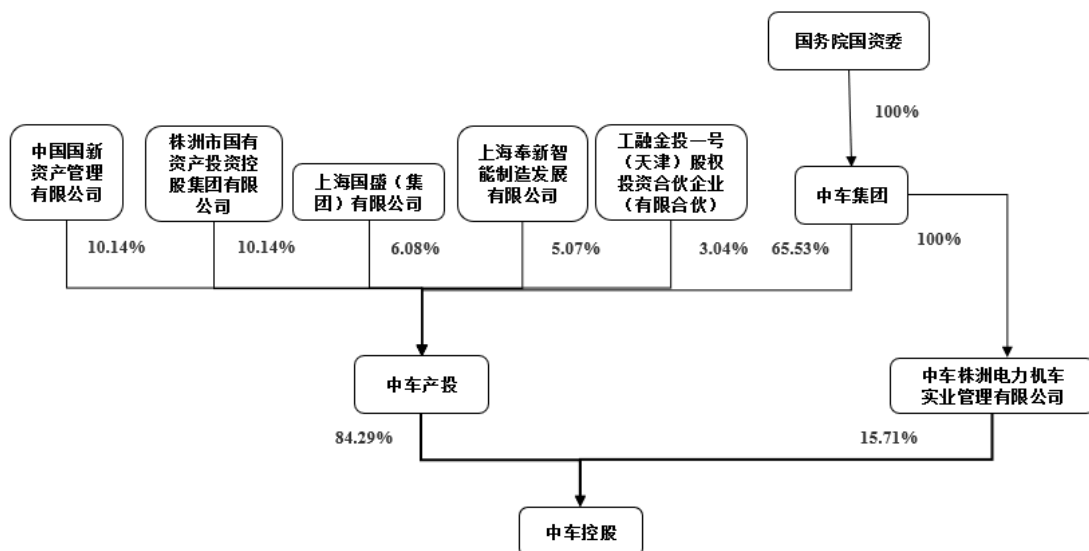 国务院国资委
100%
中国国新
资产管理
有限公司
株洲市国有
资产投资控
股集团有限
公司
上海国盛（集
团）有限公司
上海奉新智
能制造发展
有限公司
工融金投一号
（天津）股权
投资合伙企业
（有限合伙）
中车集团
10.14%
10.14%
6.08%
5.07%
3.04%
65.53%
100%
中车产投
中车株洲电力机车
实业管理有限公司
84.29%
15.71%
中车控股